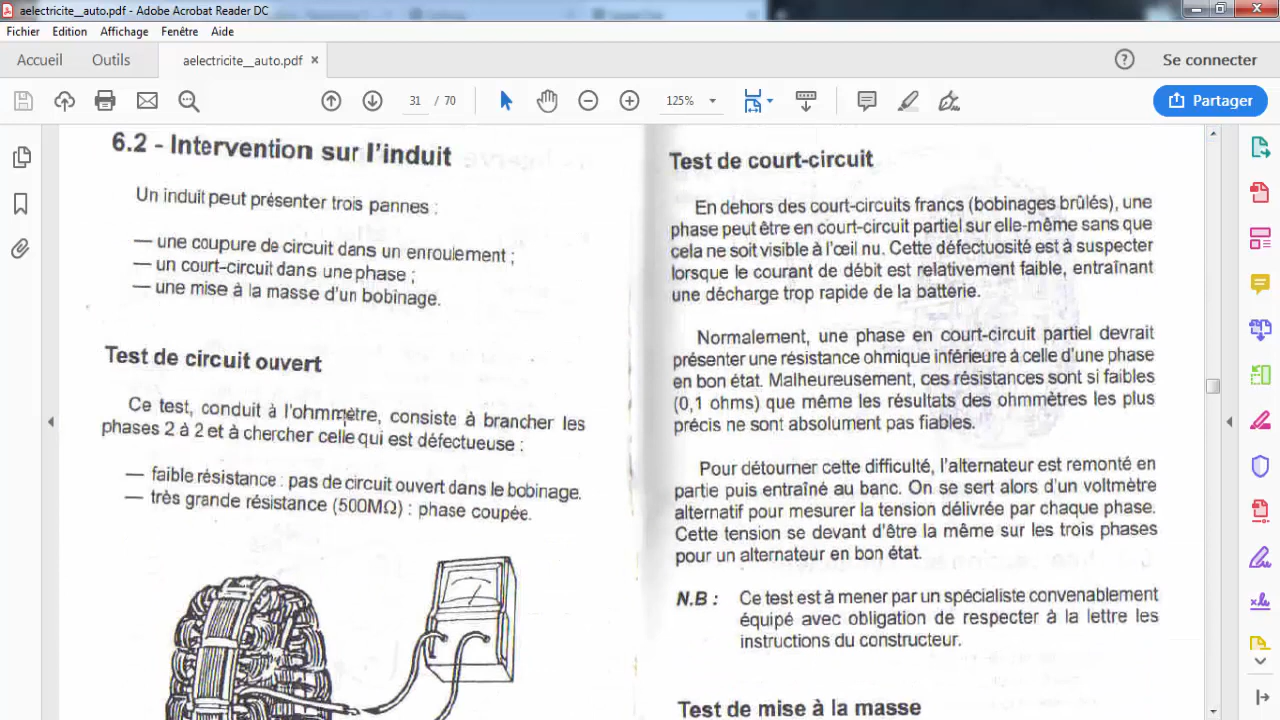 aelectricite__auto.pdf - Adobe Acrobat Reader DC
Fichier Edition Affichage Fenêtre Aide
Accueil Outils aelectricite__auto.pdf × Se connecter
31 / 70 125% Partager
6.2 - Intervention sur l'induit
Un induit peut présenter trois pannes :
— une coupure de circuit dans un enroulement ;
— un court-circuit dans une phase ;
— une mise à la masse d'un bobinage.
Test de circuit ouvert
Ce test, conduit à l'ohmmètre, consiste à brancher les
phases 2 à 2 et à chercher celle qui est défectueuse :
— faible résistance : pas de circuit ouvert dans le bobinage.
— très grande résistance (500MΩ) : phase coupée.
Test de court-circuit
En dehors des court-circuits francs (bobinages brûlés), une
phase peut être en court-circuit partiel sur elle-même sans que
cela ne soit visible à l'œil nu. Cette défectuosité est à suspecter
lorsque le courant de débit est relativement faible, entraînant
une décharge trop rapide de la batterie.
Normalement, une phase en court-circuit partiel devrait
présenter une résistance ohmique inférieure à celle d'une phase
en bon état. Malheureusement, ces résistances sont si faibles
(0,1 ohms) que même les résultats des ohmmètres les plus
précis ne sont absolument pas fiables.
Pour détourner cette difficulté, l'alternateur est remonté en
partie puis entraîné au banc. On se sert alors d'un voltmètre
alternatif pour mesurer la tension délivrée par chaque phase.
Cette tension se devant d'être la même sur les trois phases
pour un alternateur en bon état.
N.B : Ce test est à mener par un spécialiste convenablement
équipé avec obligation de respecter à la lettre les
instructions du constructeur.
Test de mise à la masse